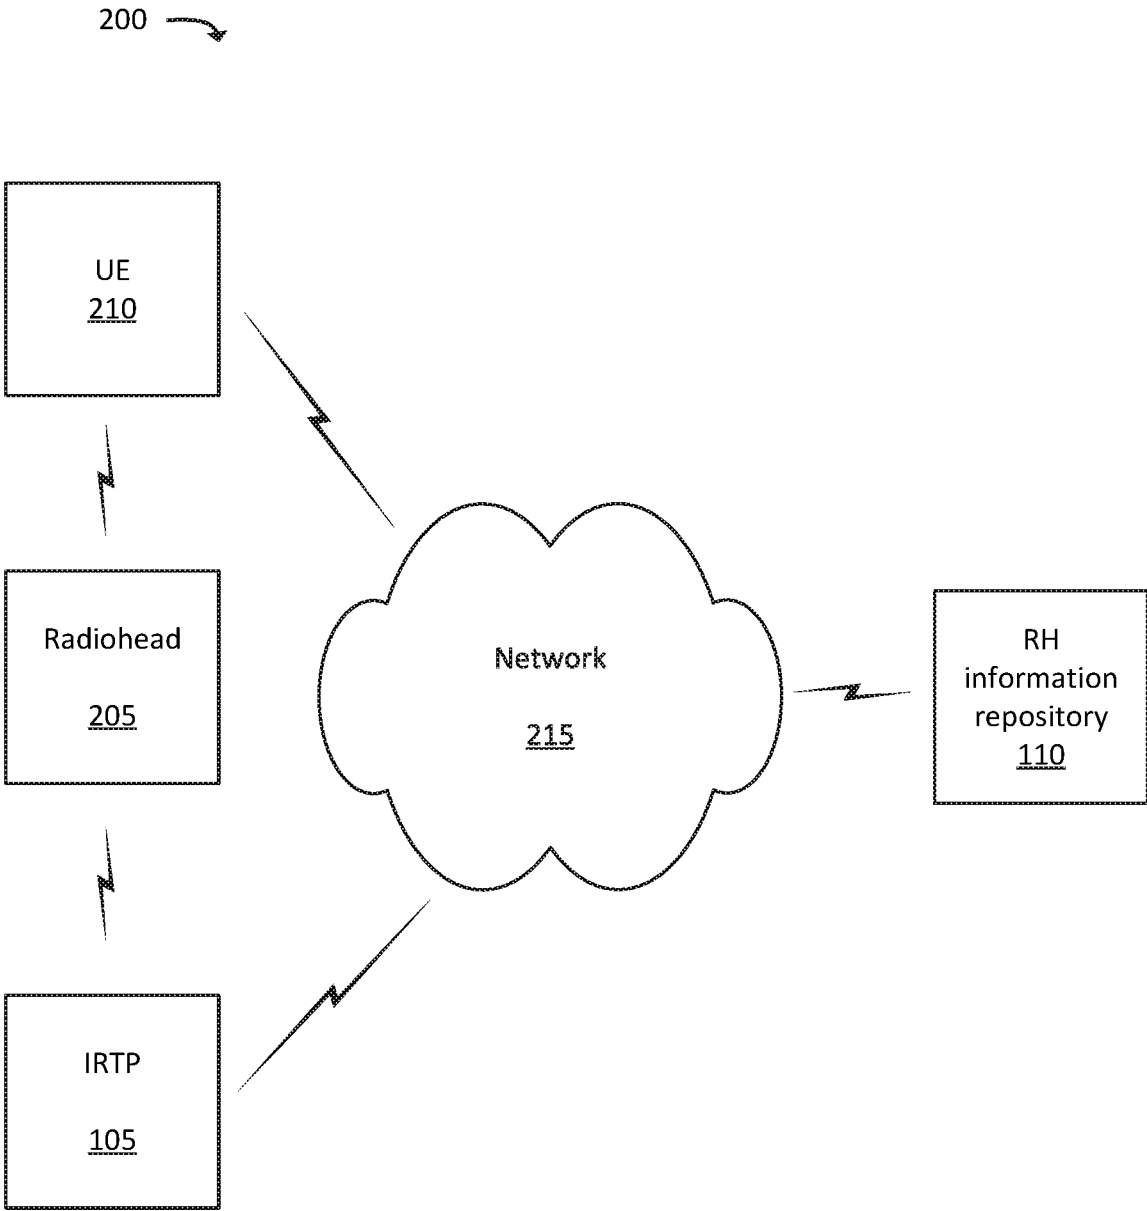 200
UE
210
Radiohead
205
Network
215
RH
information
repository
110
IRTP
105